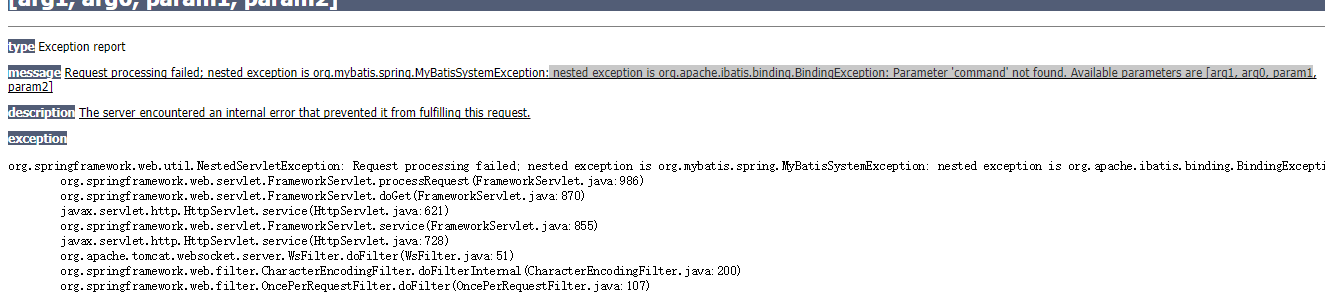 [arg1, arg0, param1, param2]
type Exception report
message Request processing failed; nested exception is org.mybatis.spring.MyBatisSystemException: nested exception is org.apache.ibatis.binding.BindingException: Parameter 'command' not found. Available parameters are [arg1, arg0, param1,
param2]
description The server encountered an internal error that prevented it from fulfilling this request.
exception
org.springframework.web.util.NestedServletException: Request processing failed; nested exception is org.mybatis.spring.MyBatisSystemException: nested exception is org.apache.ibatis.binding.BindingExcepti
org.springframework.web.servlet.FrameworkServlet.processRequest(FrameworkServlet.java:986)
org.springframework.web.servlet.FrameworkServlet.doGet(FrameworkServlet.java:870)
javax.servlet.http.HttpServlet.service(HttpServlet.java:621)
org.springframework.web.servlet.FrameworkServlet.service(FrameworkServlet.java:855)
javax.servlet.http.HttpServlet.service(HttpServlet.java:728)
org.apache.tomcat.websocket.server.WsFilter.doFilter(WsFilter.java:51)
org.springframework.web.filter.CharacterEncodingFilter.doFilterInternal(CharacterEncodingFilter.java:200)
org.springframework.web.filter.OncePerRequestFilter.doFilter(OncePerRequestFilter.java:107)